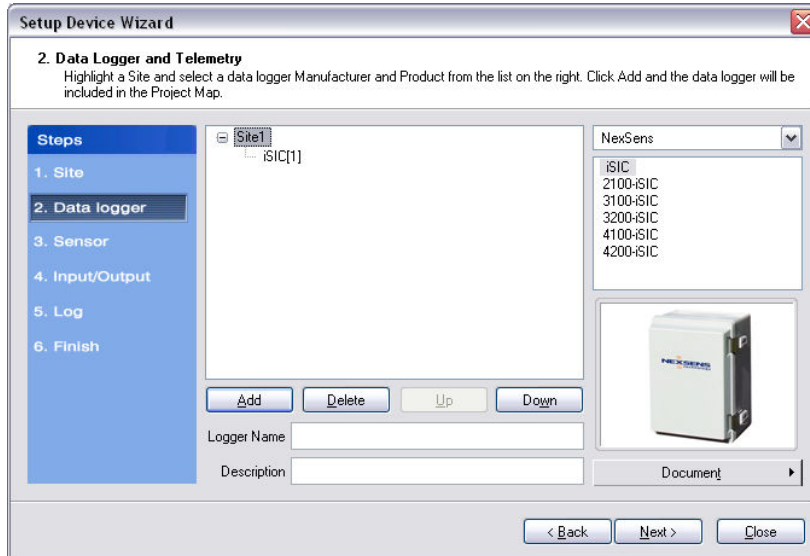 Setup Device Wizard
2. Data Logger and Telemetry
Highlight a Site and select a data logger Manufacturer and Product from the list on the right. Click Add and the data logger will be
included in the Project Map.
Steps
1. Site
2. Data logger
3. Sensor
4. Input/Output
5. Log
6. Finish
Site1
iSIC[1]
Add
Delete
Up
Down
Logger Name
Description
NexSens
iSIC
2100-iSIC
3100-iSIC
3200-iSIC
4100-iSIC
4200-iSIC
NEXSENS
Document
< Back
Next >
Close